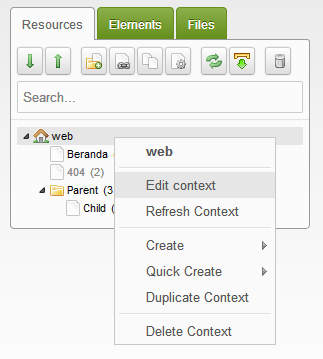 Resources Elements Files
Search...
web
web
Beranda
404 (2)
Edit context
Parent (3
Refresh Context
Child (
Create
Quick Create
Duplicate Context
Delete Context